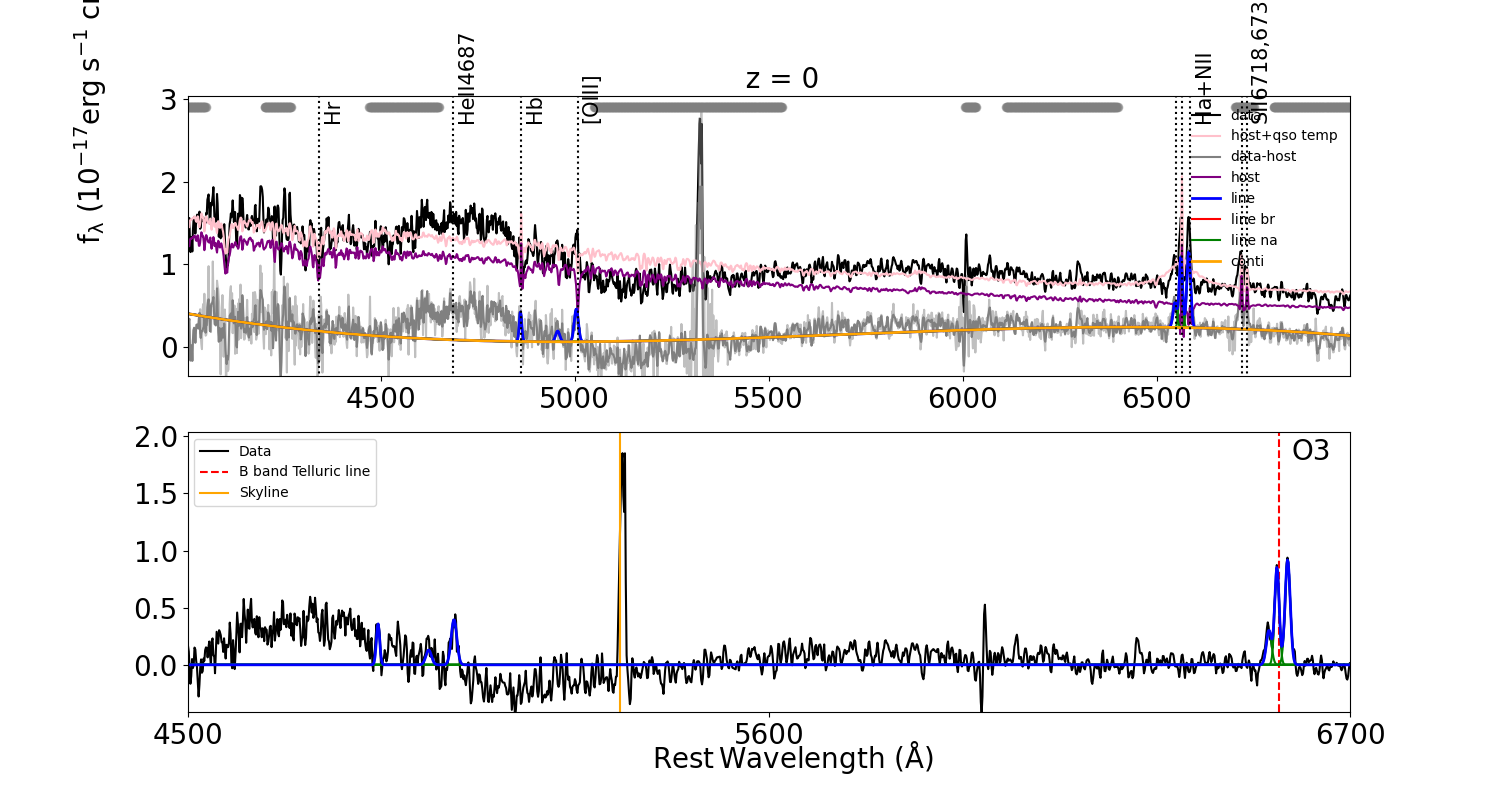 z = 0
f_λ (10^−17 erg s^−1
Hr
HeII4687
Hb
[OIII]
Ha+NII
SII6718,673
3
2
1
0
data
host+qso temp
data-host
host
line
line br
line na
conti
4500 5000 5500 6000 6500
2.0
1.5
1.0
0.5
0.0
Data
B band Telluric line
Skyline
O3
4500 5600 6700
Rest Wavelength (Å)